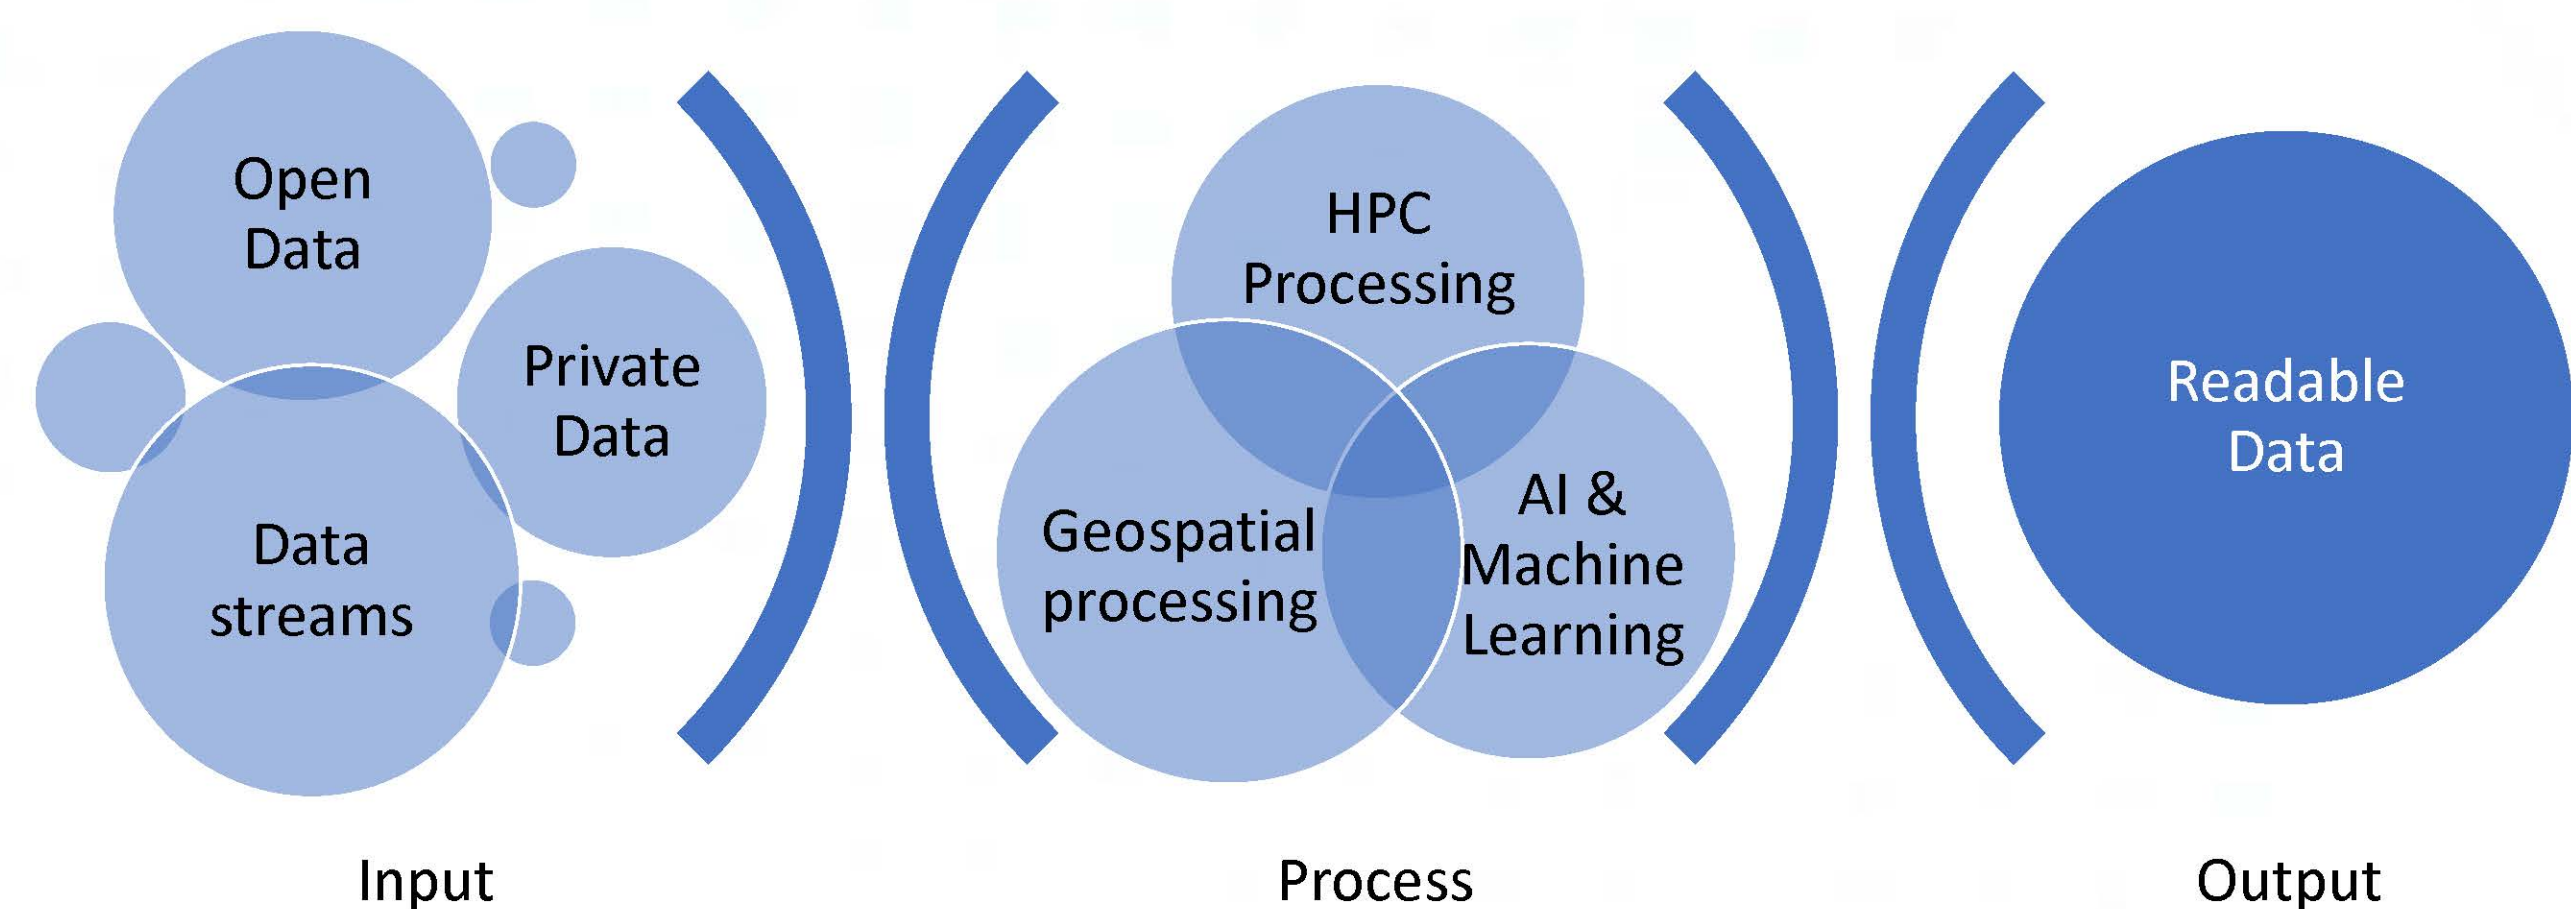 Open
Data
Private
Data
Data
streams
Input
HPC
Processing
Geospatial
processing
AI &
Machine
Learning
Process
Readable
Data
Output